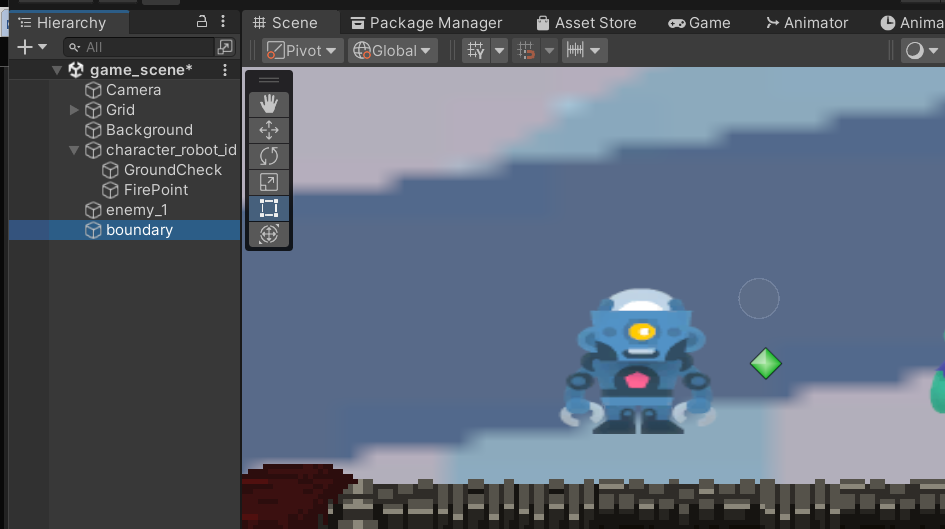 Hierarchy
Scene
Package Manager
Asset Store
Game
Animator
Anima
All
Pivot
Global
game_scene*
Camera
Grid
Background
character_robot_id
GroundCheck
FirePoint
enemy_1
boundary